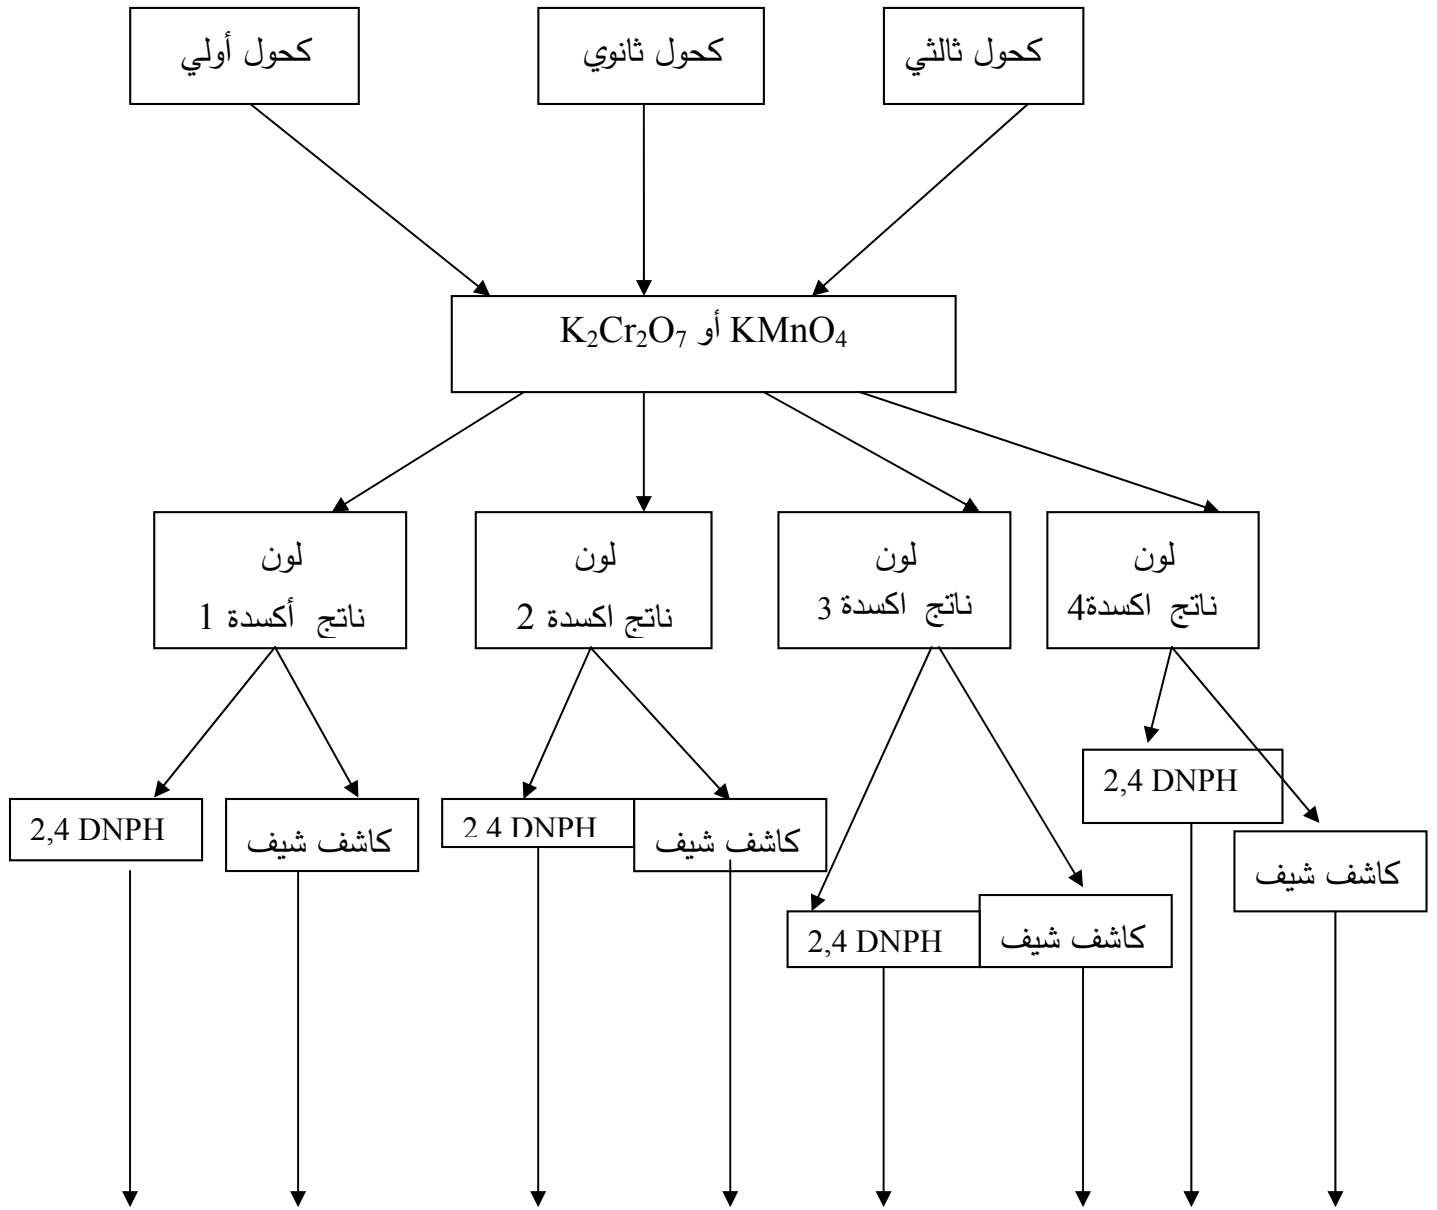 كحول أولي
كحول ثانوي
كحول ثالثي
K₂Cr₂O₇ أو KMnO₄
لون
ناتج أكسدة 1
لون
ناتج اكسدة 2
لون
ناتج اكسدة 3
لون
ناتج اكسدة4
2,4 DNPH
كاشف شيف
2 4 DNPH
كاشف شيف
2,4 DNPH
كاشف شيف
2,4 DNPH
كاشف شيف